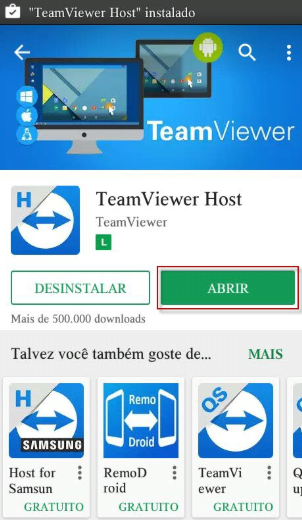 "TeamViewer Host" instalado
TeamViewer
H
TeamViewer Host
TeamViewer
L
DESINSTALAR
ABRIR
Mais de 500.000 downloads
Talvez você também goste de...
MAIS
H
SAMSUNG
Remo
Droid
QS
Host for
Samsun
GRATUITO
RemoD
roid
GRATUITO
TeamVi
ewer
GRATUITO
Q
up